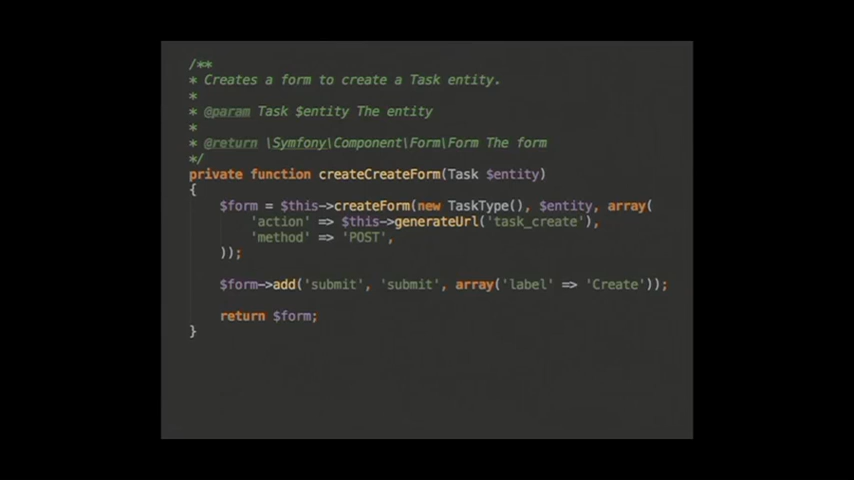 /**
* Creates a form to create a Task entity.
*
* @param Task $entity The entity
*
* @return \Symfony\Component\Form\Form The form
*/
private function createCreateForm(Task $entity)
{
$form = $this->createForm(new TaskType(), $entity, array(
'action' => $this->generateUrl('task_create'),
'method' => 'POST',
));
$form->add('submit', 'submit', array('label' => 'Create'));
return $form;
}